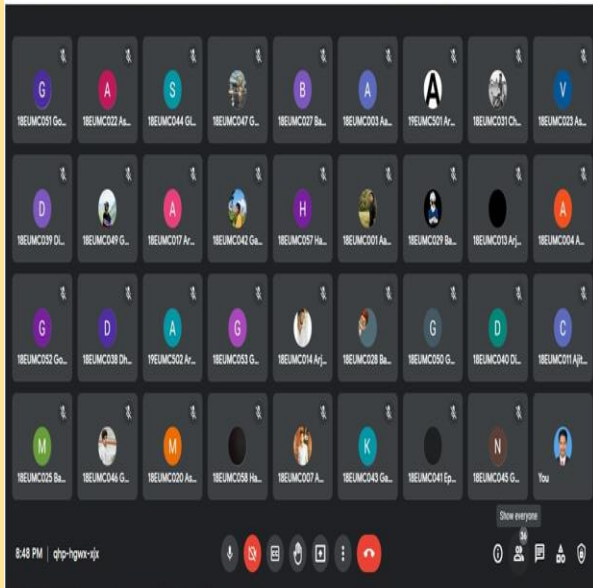 G A S B A A V
18EUMC051 Go... 18EUMC022 As... 18EUMC044 Gi... 18EUMC047 G... 18EUMC027 Ba... 18EUMC003 Aa... 19EUMC501 Ar... 18EUMC031 Ch... 18EUMC023 As...
D A H A
18EUMC039 Di... 18EUMC049 G... 18EUMC017 Ar... 18EUMC042 Ga... 18EUMC057 Ha... 18EUMC001 Aa... 18EUMC029 Ba... 18EUMC013 Arj... 18EUMC004 A...
G D A G G D C
18EUMC052 Go... 18EUMC038 Dh... 19EUMC502 Ar... 18EUMC053 G... 18EUMC014 Arj... 18EUMC028 Ba... 18EUMC050 G... 18EUMC040 Di... 18EUMC011 Ajit...
M M K N
18EUMC025 Ba... 18EUMC046 G... 18EUMC020 As... 18EUMC058 Ha... 18EUMC007 A... 18EUMC043 Ga... 18EUMC041 Ep... 18EUMC045 G... You
Show everyone
36
8:48 PM | qhp-hgwx-xjx